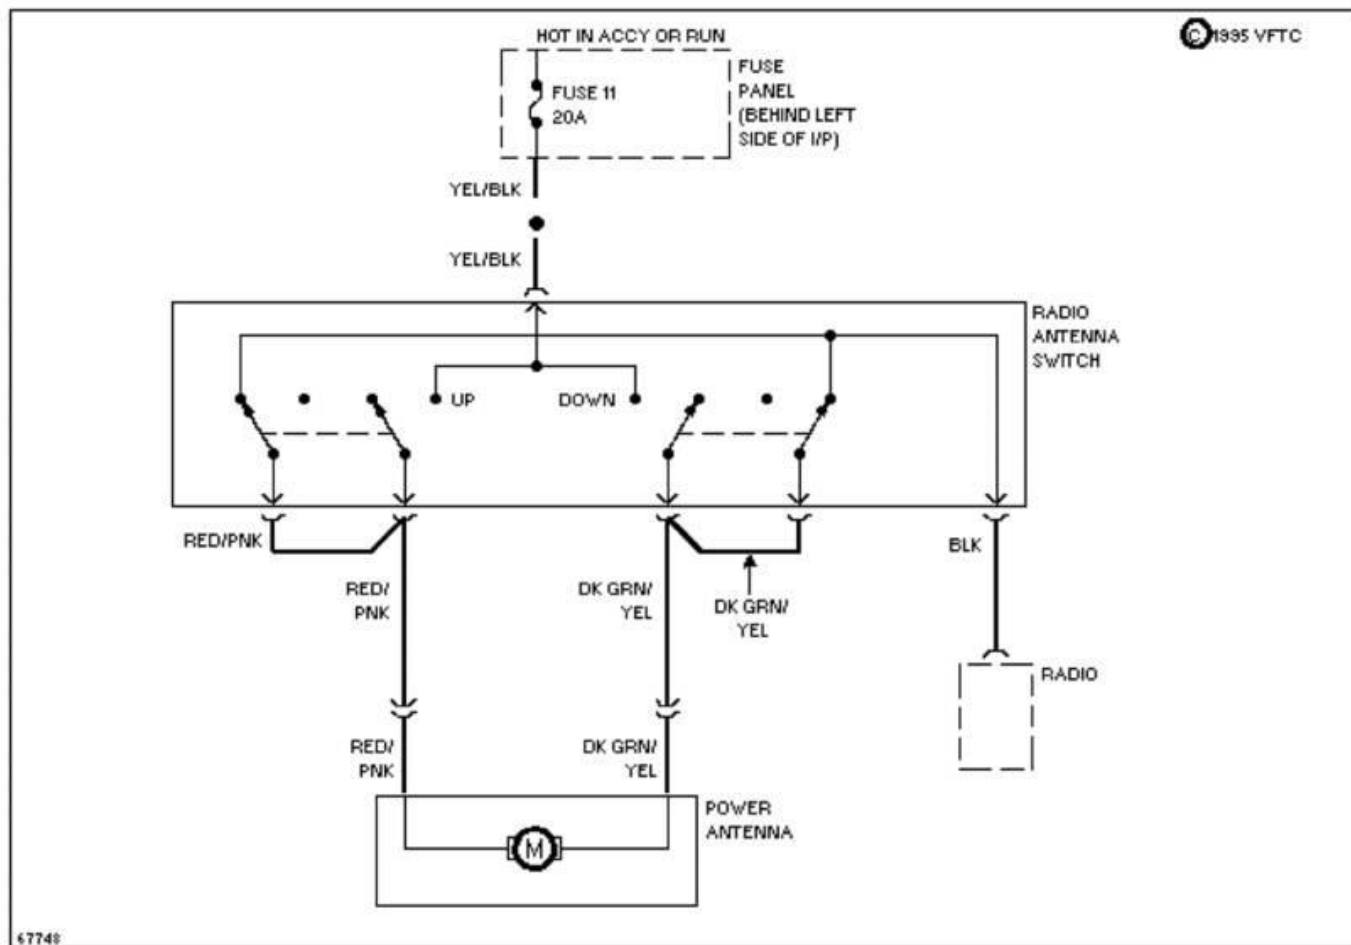 HOT IN ACCY OR RUN
© 1995 VFTC
FUSE 11
20A
FUSE
PANEL
(BEHIND LEFT
SIDE OF I/P)
YEL/BLK
YEL/BLK
RADIO
ANTENNA
SWITCH
UP
DOWN
RED/PNK
BLK
RED/
PNK
DK GRN/
YEL
DK GRN/
YEL
RADIO
RED/
PNK
DK GRN/
YEL
POWER
ANTENNA
M
67748